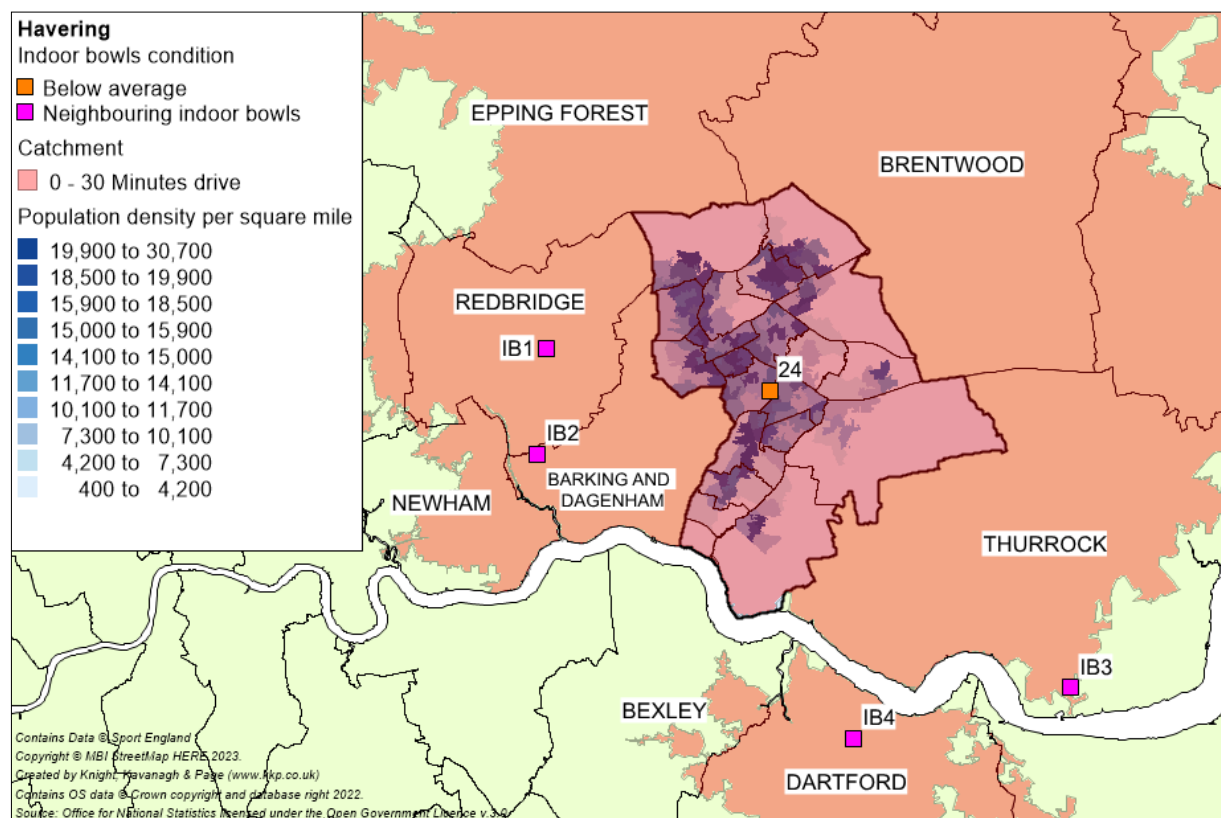 Havering
Indoor bowls condition
Below average
Neighbouring indoor bowls
Catchment
0 - 30 Minutes drive
Population density per square mile
19,900 to 30,700
18,500 to 19,900
15,900 to 18,500
15,000 to 15,900
14,100 to 15,000
11,700 to 14,100
10,100 to 11,700
7,300 to 10,100
4,200 to 7,300
400 to 4,200
EPPING FOREST
BRENTWOOD
REDBRIDGE
IB1
24
IB2
BARKING AND
DAGENHAM
NEWHAM
THURROCK
IB3
BEXLEY
IB4
DARTFORD
Contains Data © Sport England
Copyright © MBI StreetMap HERE 2023.
Created by Knight, Kavanagh & Page (www.kkp.co.uk)
Contains OS data © Crown copyright and database right 2022.
Source: Office for National Statistics licensed under the Open Government Licence v.3.0